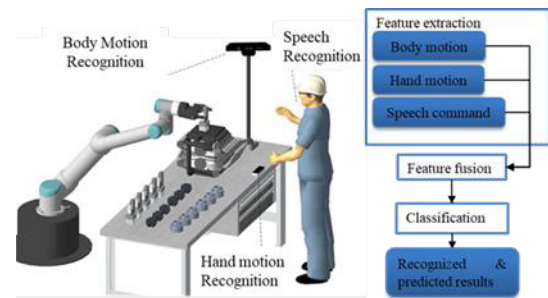 Body Motion
Recognition
Speech
Recognition
Hand motion
Recognition
Feature extraction
Body motion
Hand motion
Speech command
Feature fusion
Classification
Recognized &
predicted results